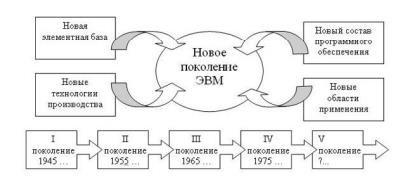 Новая
элементная база
Новый состав
программного
обеспечения
Новое
поколение
ЭВМ
Новые
технологии
производства
Новые
области
применения
I
поколение
1945 ...
II
поколение
1955 ...
III
поколение
1965 ...
IV
поколение
1975 ...
V
поколение
?...